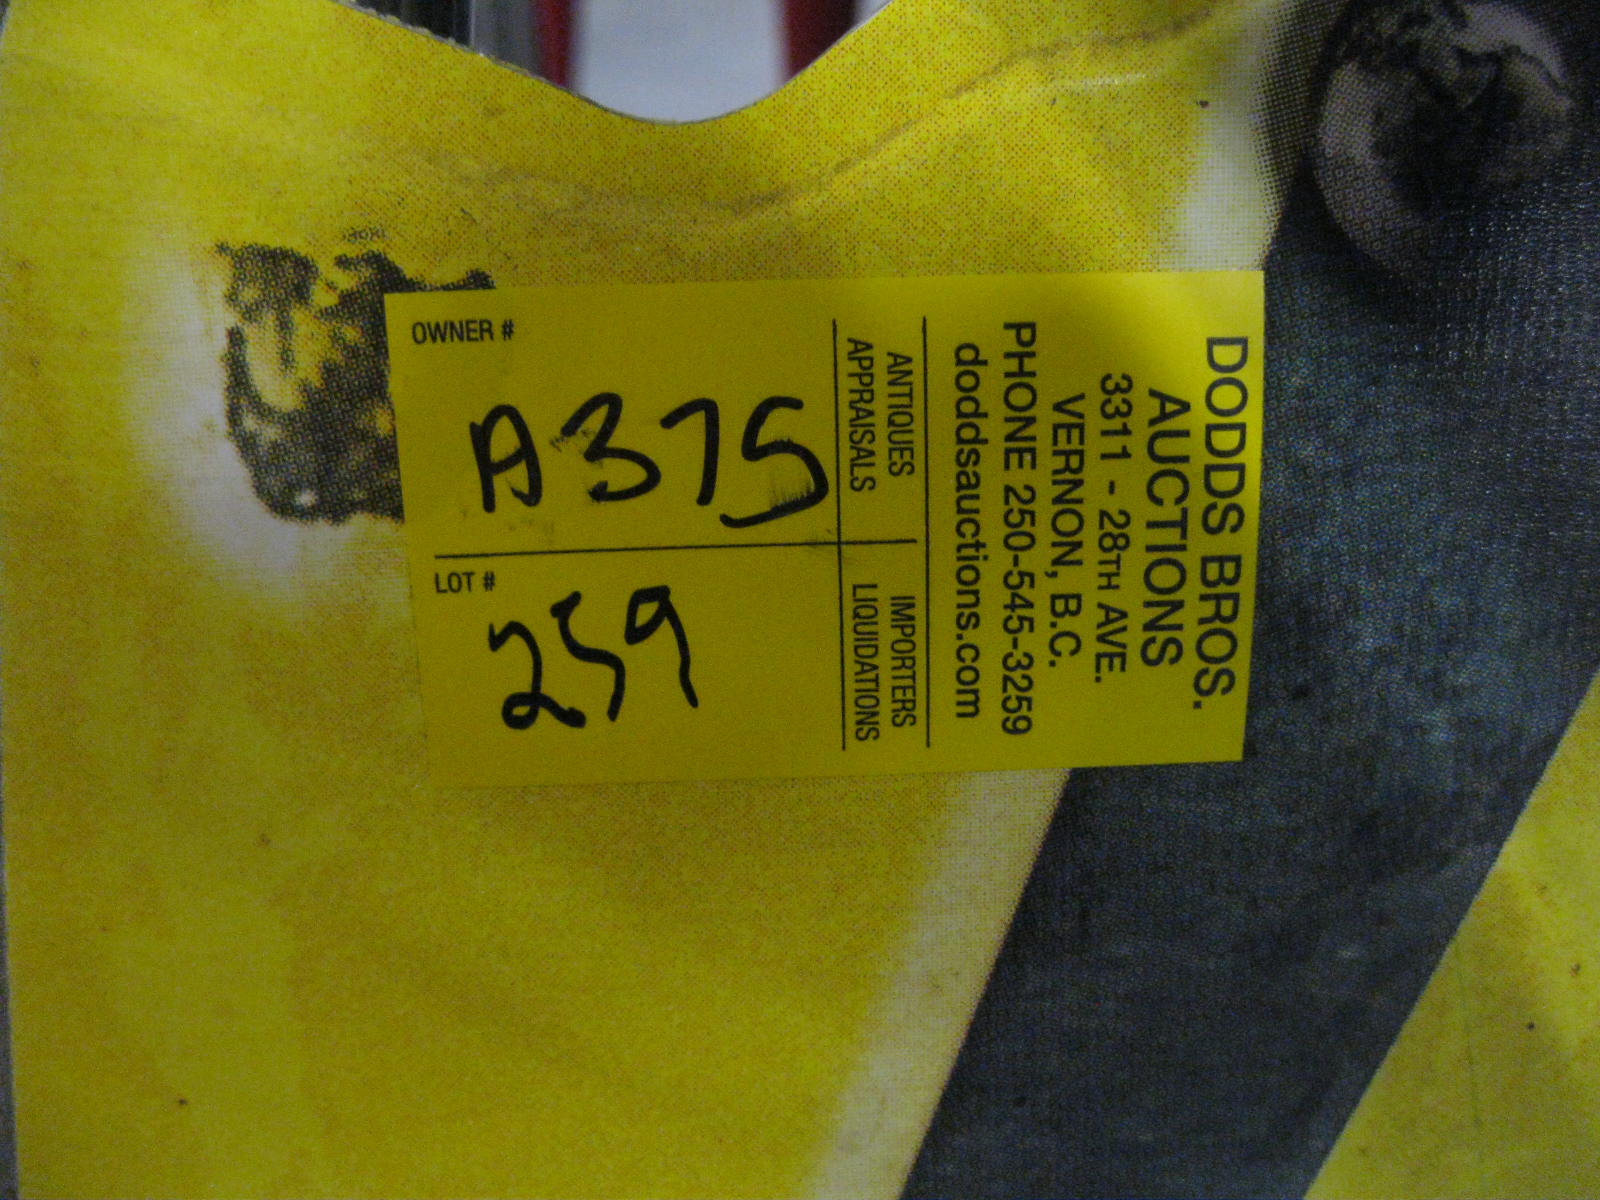 DODDS BROS.
AUCTIONS
3311 - 28TH AVE.
VERNON, B.C.
PHONE 250-545-3259
doddsauctions.com
ANTIQUES
APPRAISALS
IMPORTERS
LIQUIDATIONS
OWNER #
A375
LOT #
259